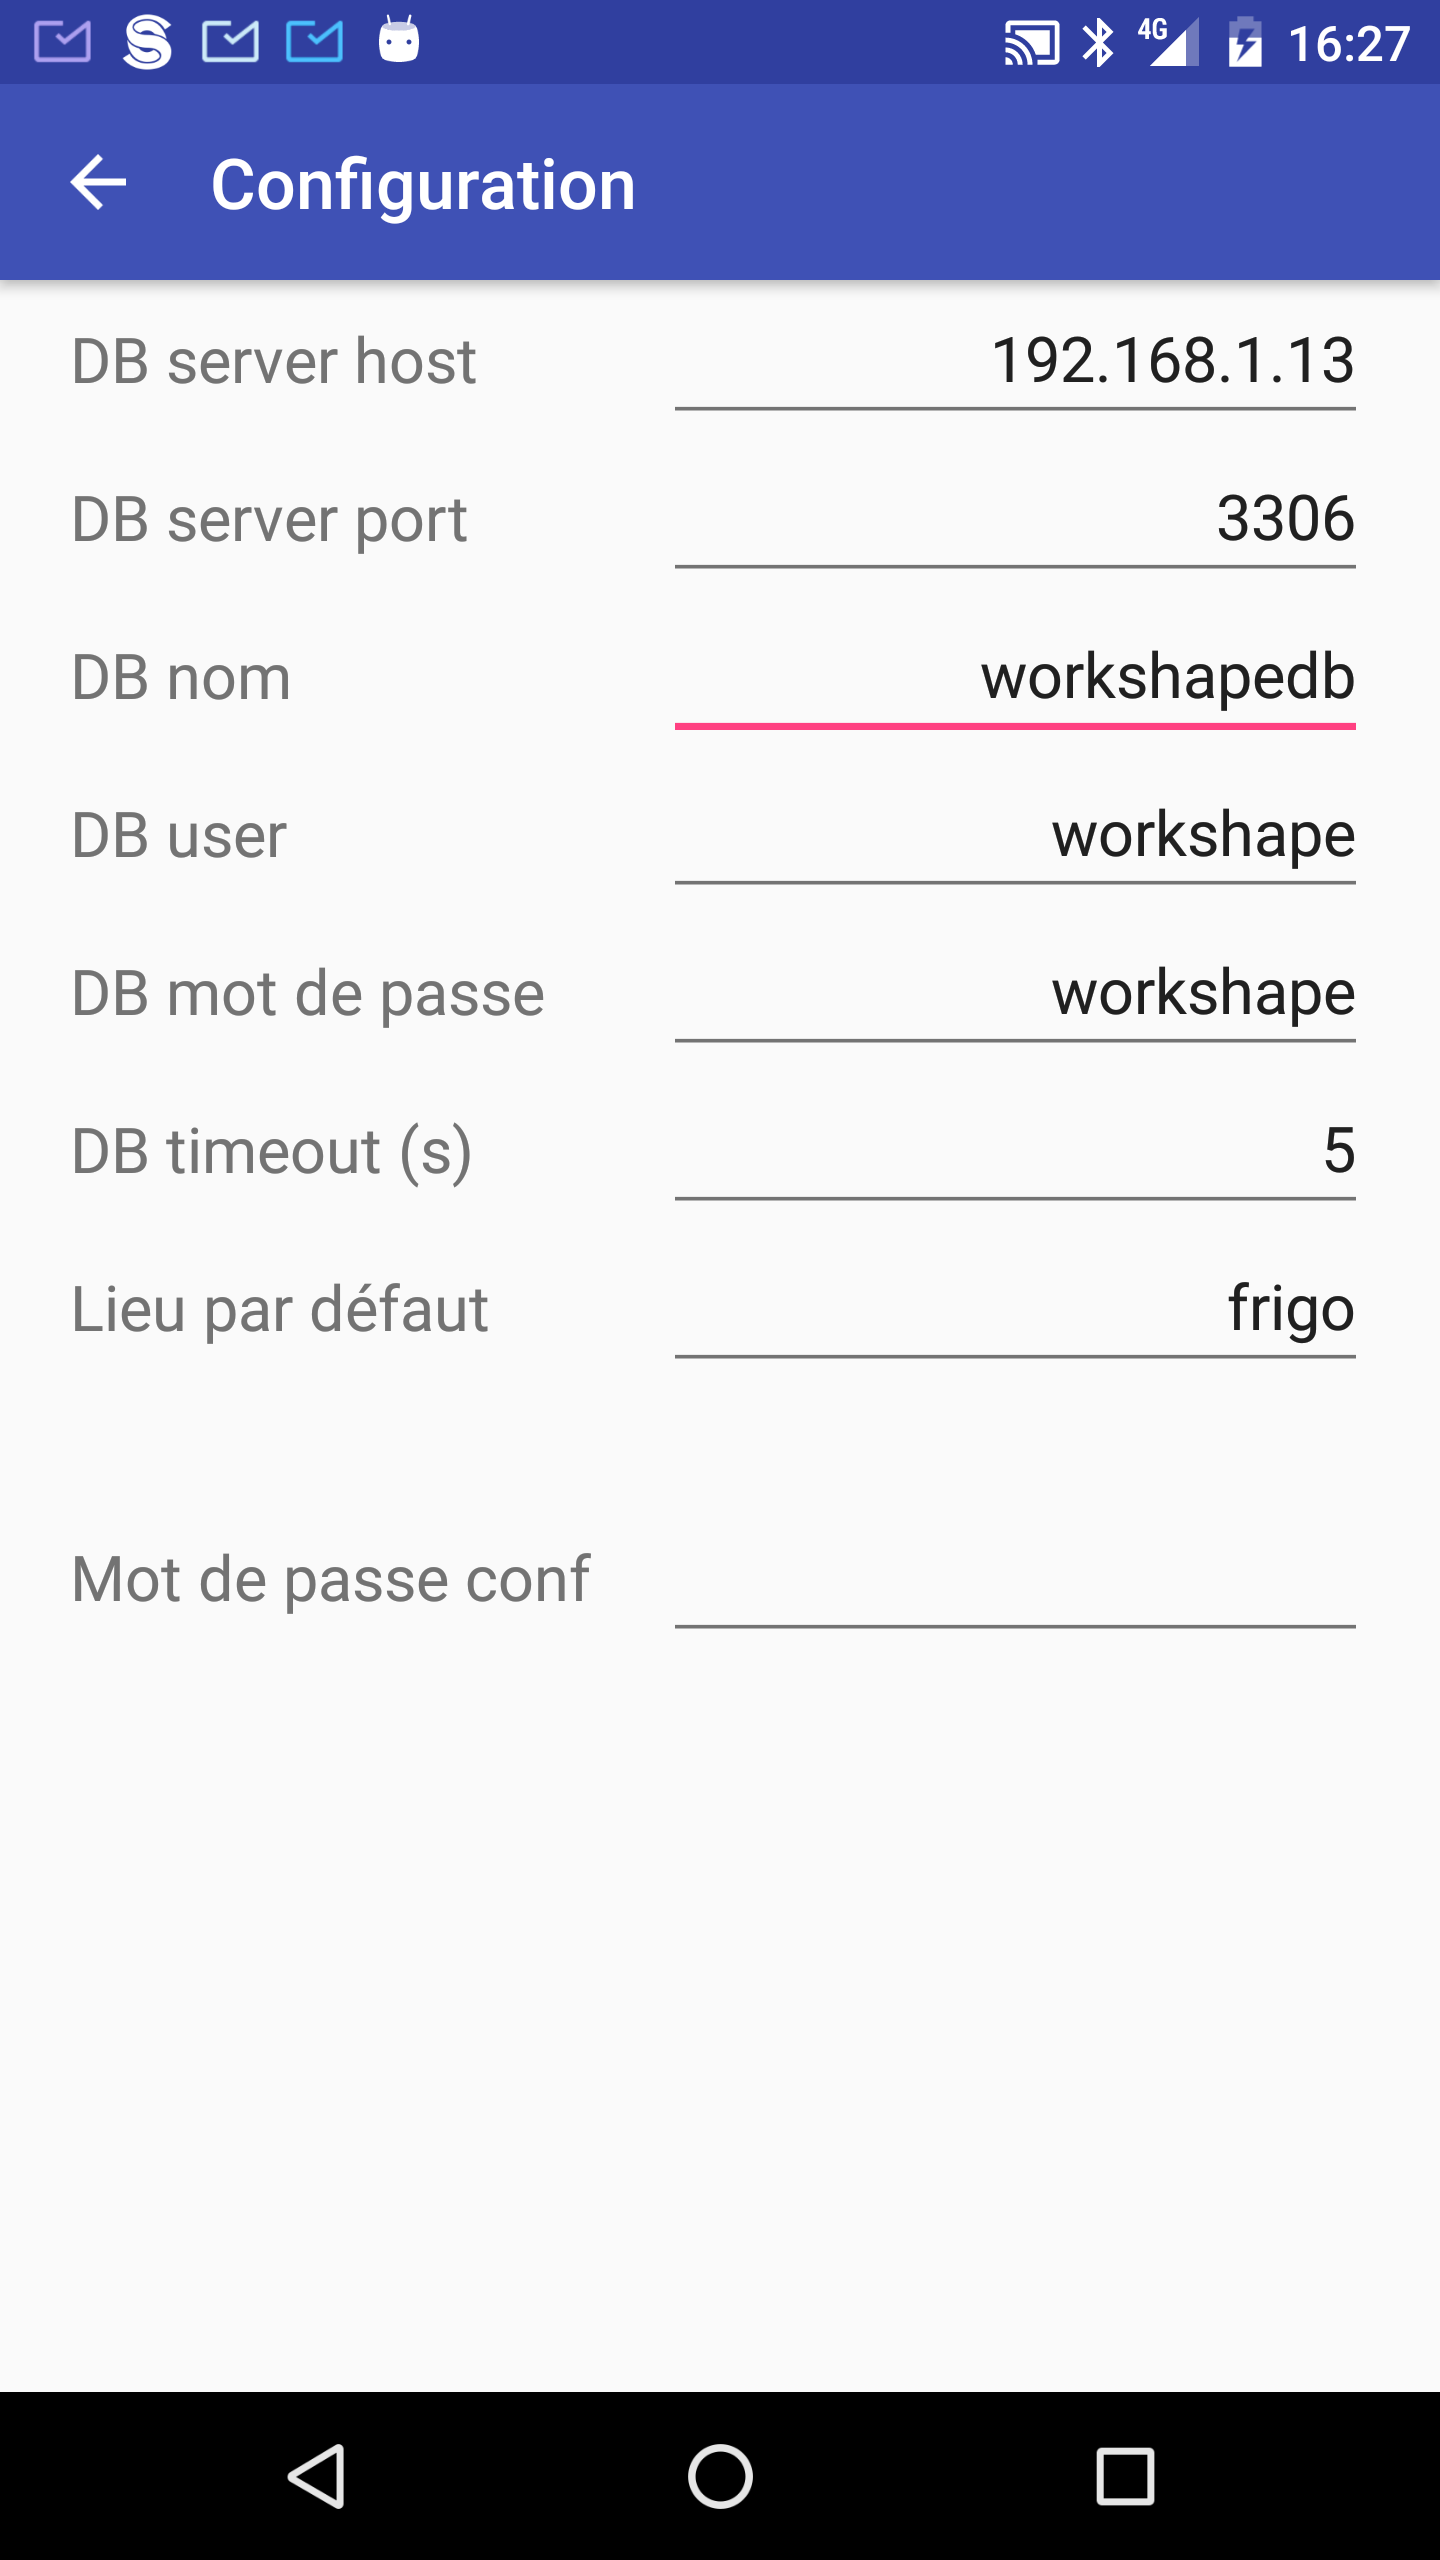 4G 16:27
Configuration
DB server host 192.168.1.13
DB server port 3306
DB nom workshapedb
DB user workshape
DB mot de passe workshape
DB timeout (s) 5
Lieu par défaut frigo
Mot de passe conf